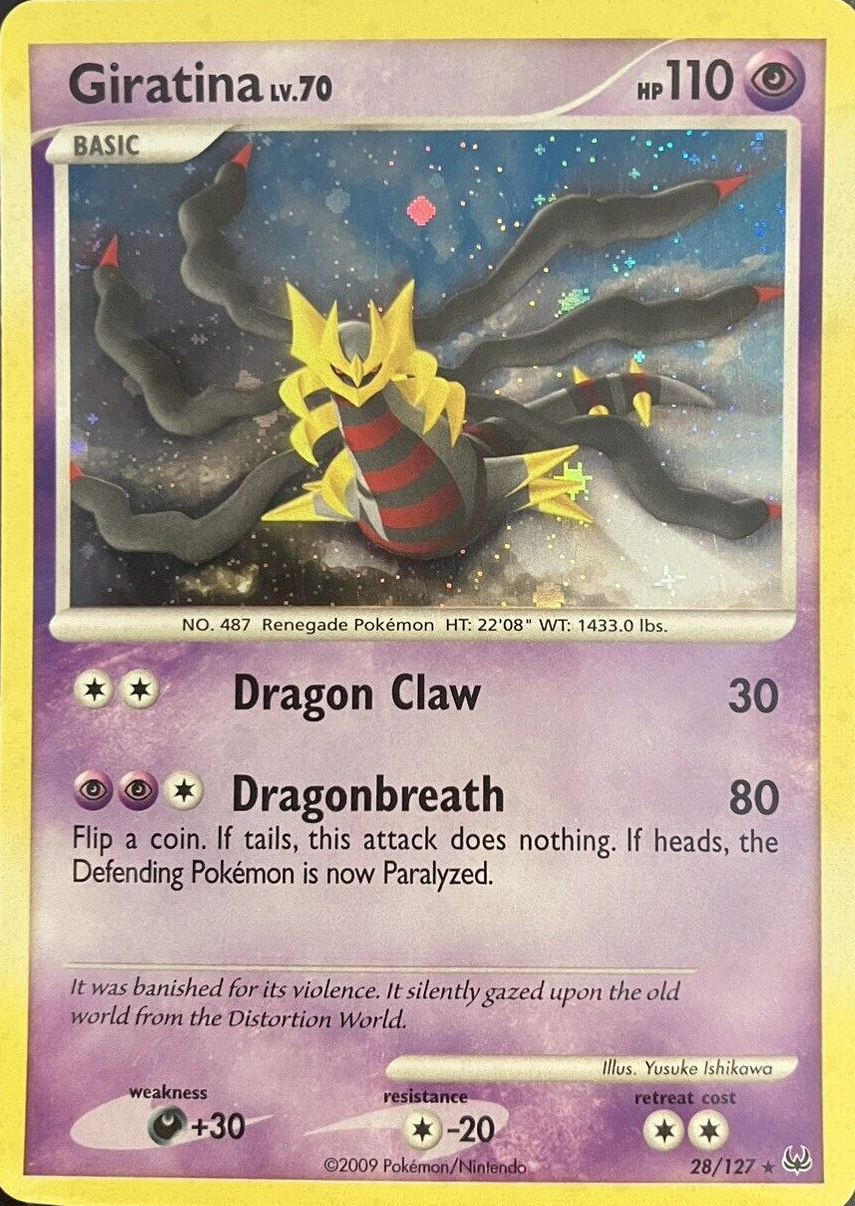 Giratina LV.70 HP 110
BASIC
NO. 487 Renegade Pokémon HT: 22'08" WT: 1433.0 lbs.
Dragon Claw 30
Dragonbreath 80
Flip a coin. If tails, this attack does nothing. If heads, the
Defending Pokémon is now Paralyzed.
It was banished for its violence. It silently gazed upon the old
world from the Distortion World.
Illus. Yusuke Ishikawa
weakness resistance retreat cost
+30 -20
©2009 Pokémon/Nintendo 28/127 ★